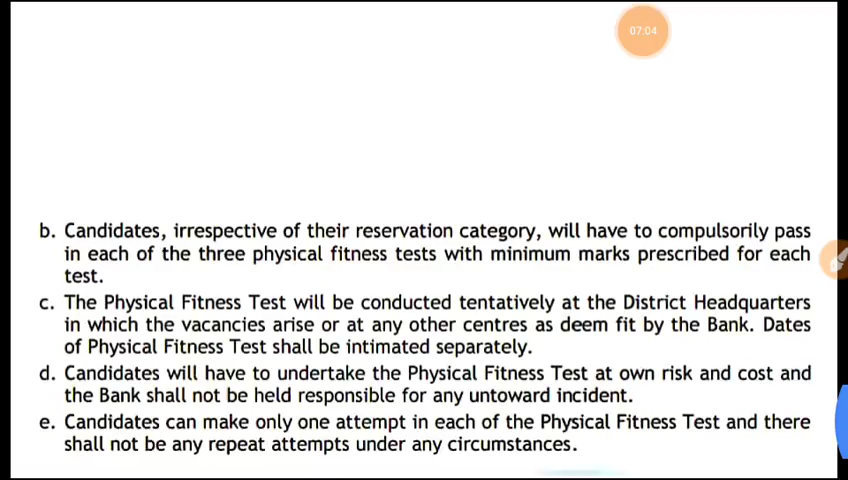 07:04
b. Candidates, irrespective of their reservation category, will have to compulsorily pass
in each of the three physical fitness tests with minimum marks prescribed for each
test.
c. The Physical Fitness Test will be conducted tentatively at the District Headquarters
in which the vacancies arise or at any other centres as deem fit by the Bank. Dates
of Physical Fitness Test shall be intimated separately.
d. Candidates will have to undertake the Physical Fitness Test at own risk and cost and
the Bank shall not be held responsible for any untoward incident.
e. Candidates can make only one attempt in each of the Physical Fitness Test and there
shall not be any repeat attempts under any circumstances.